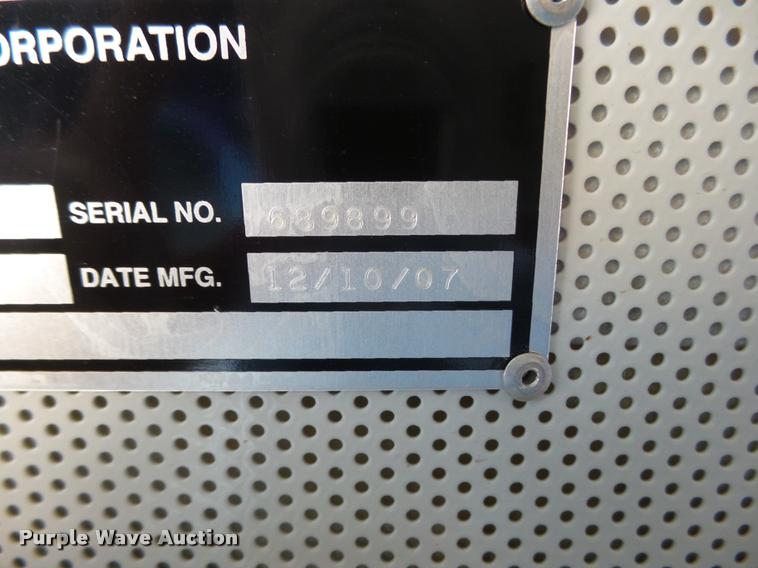 ORPORATION
SERIAL NO. 689899
DATE MFG. 12/10/07
Purple Wave Auction